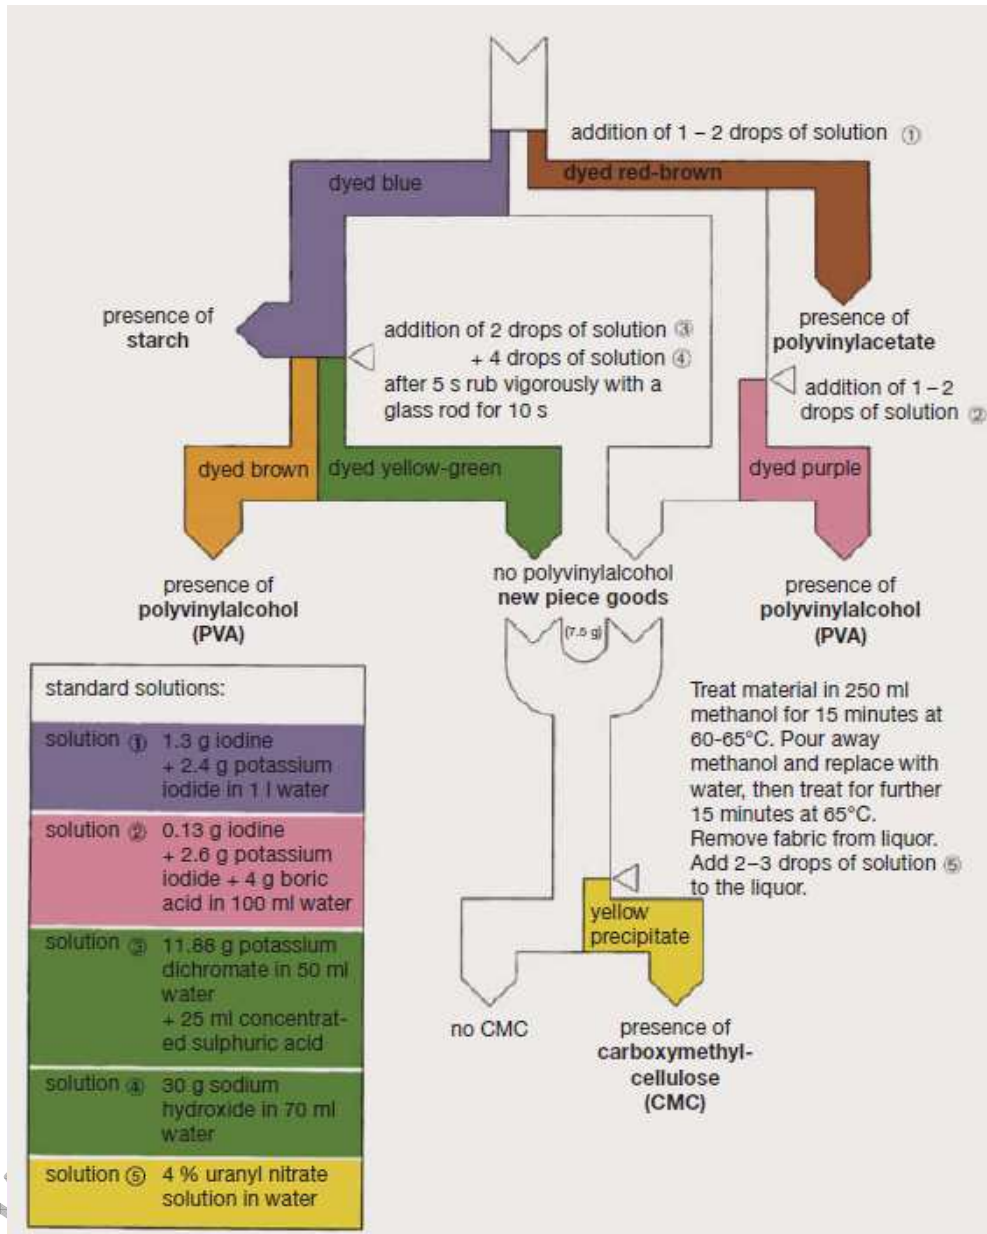 addition of 1 – 2 drops of solution ①
dyed red-brown
dyed blue
presence of
starch
addition of 2 drops of solution ③
+ 4 drops of solution ④
after 5 s rub vigorously with a
glass rod for 10 s
presence of
polyvinylacetate
addition of 1 – 2
drops of solution ②
dyed brown
dyed yellow-green
dyed purple
presence of
polyvinylalcohol
(PVA)
no polyvinylalcohol
new piece goods
(7.5 g)
presence of
polyvinylalcohol
(PVA)
Treat material in 250 ml
methanol for 15 minutes at
60-65°C. Pour away
methanol and replace with
water, then treat for further
15 minutes at 65°C.
Remove fabric from liquor.
Add 2–3 drops of solution ⑤
to the liquor.
yellow
precipitate
no CMC
presence of
carboxymethyl-
cellulose
(CMC)
standard solutions:
solution ① 1.3 g iodine
+ 2.4 g potassium
iodide in 1 l water
solution ② 0.13 g iodine
+ 2.6 g potassium
iodide + 4 g boric
acid in 100 ml water
solution ③ 11.88 g potassium
dichromate in 50 ml
water
+ 25 ml concentrat-
ed sulphuric acid
solution ④ 30 g sodium
hydroxide in 70 ml
water
solution ⑤ 4 % uranyl nitrate
solution in water